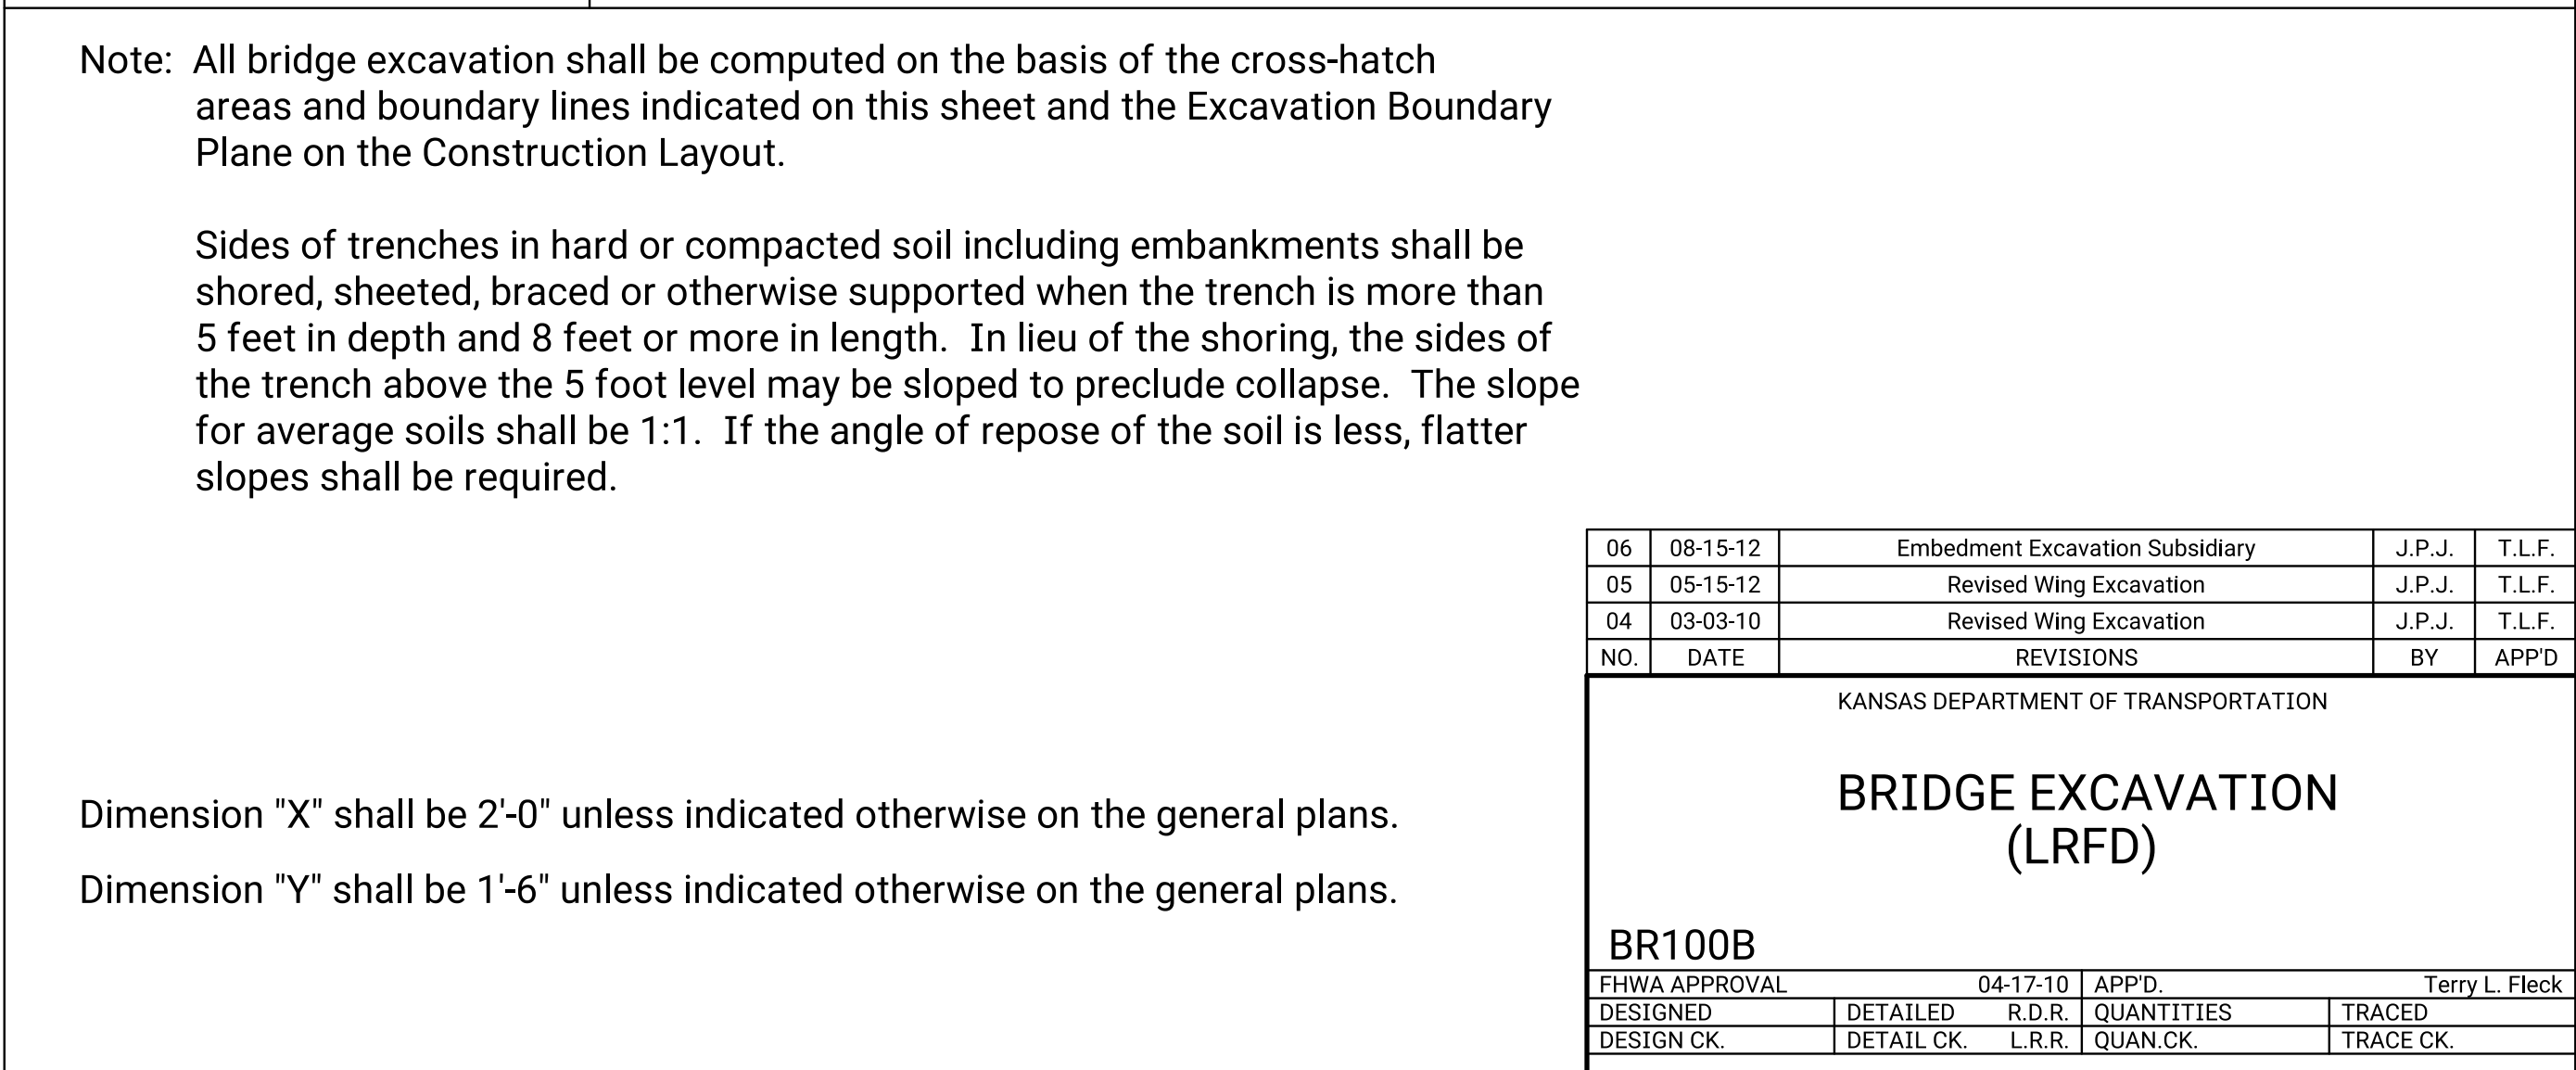 Note: All bridge excavation shall be computed on the basis of the cross-hatch
areas and boundary lines indicated on this sheet and the Excavation Boundary
Plane on the Construction Layout.
Sides of trenches in hard or compacted soil including embankments shall be
shored, sheeted, braced or otherwise supported when the trench is more than
5 feet in depth and 8 feet or more in length. In lieu of the shoring, the sides of
the trench above the 5 foot level may be sloped to preclude collapse. The slope
for average soils shall be 1:1. If the angle of repose of the soil is less, flatter
slopes shall be required.
Dimension "X" shall be 2'-0" unless indicated otherwise on the general plans.
Dimension "Y" shall be 1'-6" unless indicated otherwise on the general plans.
06 08-15-12 Embedment Excavation Subsidiary J.P.J. T.L.F.
05 05-15-12 Revised Wing Excavation J.P.J. T.L.F.
04 03-03-10 Revised Wing Excavation J.P.J. T.L.F.
NO. DATE REVISIONS BY APP'D
KANSAS DEPARTMENT OF TRANSPORTATION
BRIDGE EXCAVATION
(LRFD)
BR100B
FHWA APPROVAL 04-17-10 APP'D. Terry L. Fleck
DESIGNED DETAILED R.D.R. QUANTITIES TRACED
DESIGN CK. DETAIL CK. L.R.R. QUAN.CK. TRACE CK.